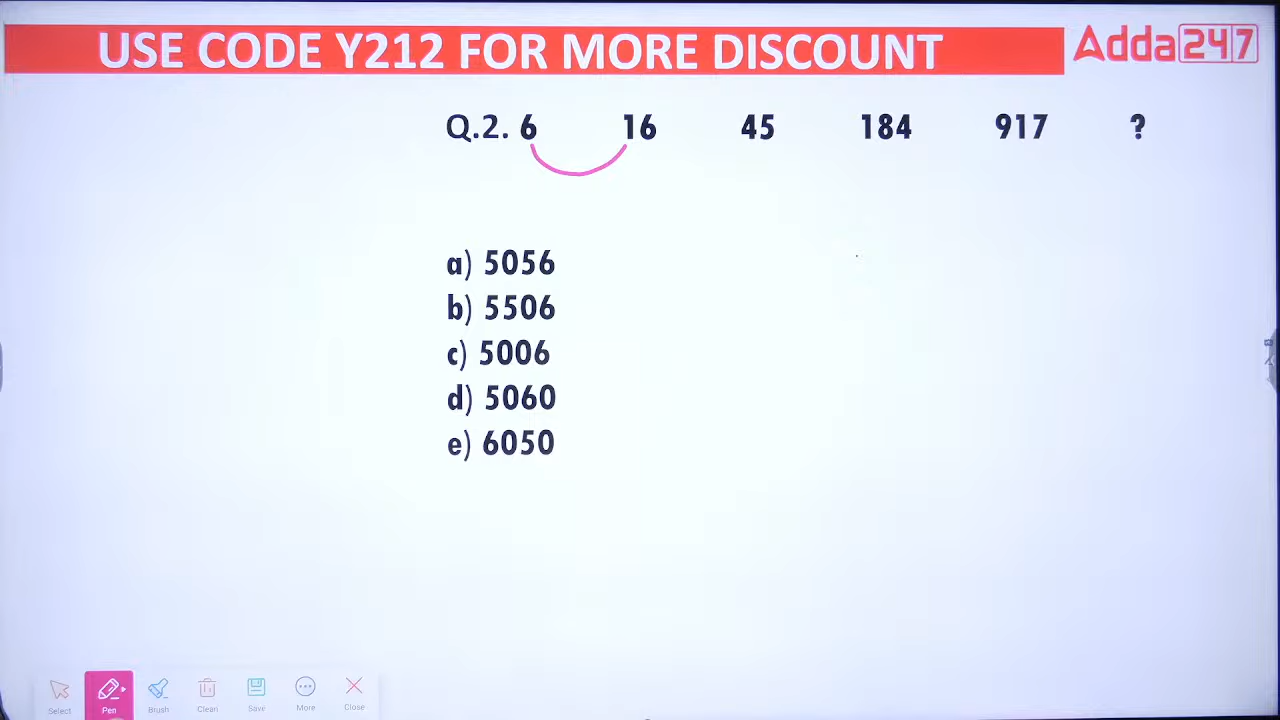 USE CODE Y212 FOR MORE DISCOUNT
Adda247
Q.2. 6 16 45 184 917 ?
a) 5056
b) 5506
c) 5006
d) 5060
e) 6050
Select Pen Brush Clean Save More Close